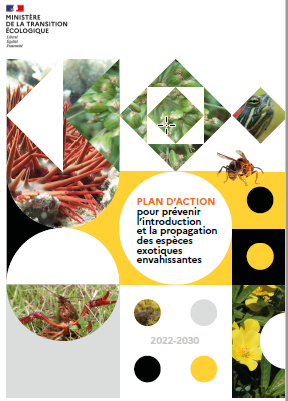 MINISTÈRE
DE LA TRANSITION
ÉCOLOGIQUE
Liberté
Égalité
Fraternité
PLAN D'ACTION
pour prévenir
l'introduction
et la propagation
des espèces
exotiques
envahissantes
2022-2030